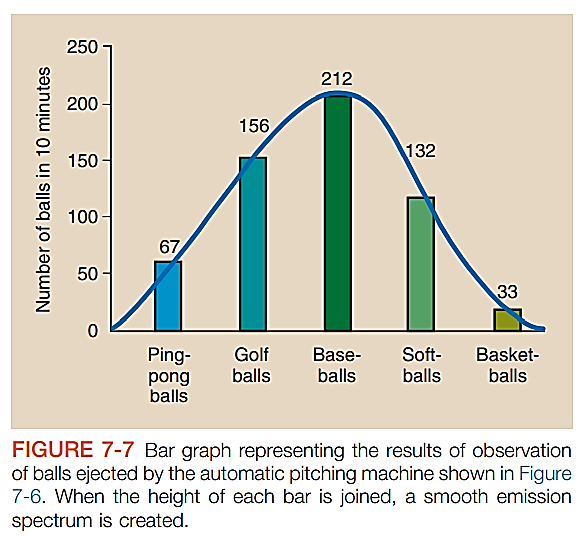 Number of balls in 10 minutes
250
200
150
100
50
0
67
156
212
132
33
Ping-
pong
balls
Golf
balls
Base-
balls
Soft-
balls
Basket-
balls
FIGURE 7-7 Bar graph representing the results of observation
of balls ejected by the automatic pitching machine shown in Figure
7-6. When the height of each bar is joined, a smooth emission
spectrum is created.